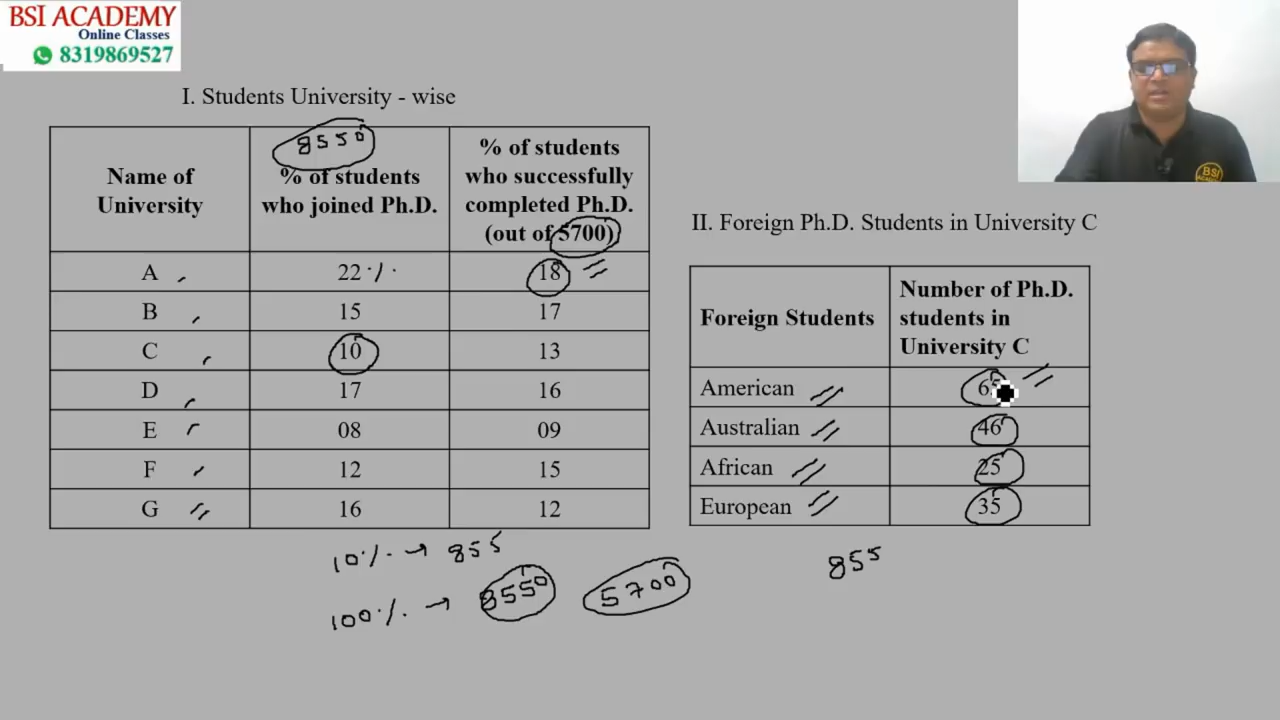 BSI ACADEMY
Online Classes
8319869527
I. Students University - wise
Name of University
8550
% of students who joined Ph.D.
% of students who successfully completed Ph.D. (out of 5700)
A 22 % 18
B 15 17
C 10 13
D 17 16
E 08 09
F 12 15
G 16 12
10% → 855
100% → 8550 5700
II. Foreign Ph.D. Students in University C
Foreign Students
Number of Ph.D. students in University C
American 65
Australian 46
African 25
European 35
855
BSI